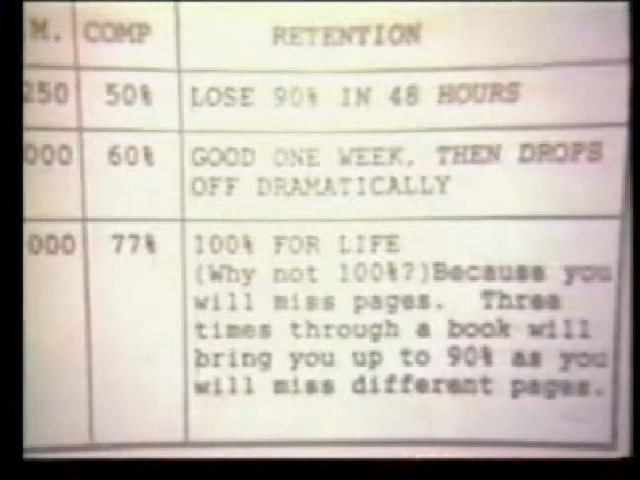 M. COMP RETENTION
250 50% LOSE 90% IN 48 HOURS
000 60% GOOD ONE WEEK, THEN DROPS
OFF DRAMATICALLY
000 77% 100% FOR LIFE
(Why not 100%?)Because you
will miss pages. Three
times through a book will
bring you up to 90% as you
will miss different pages.